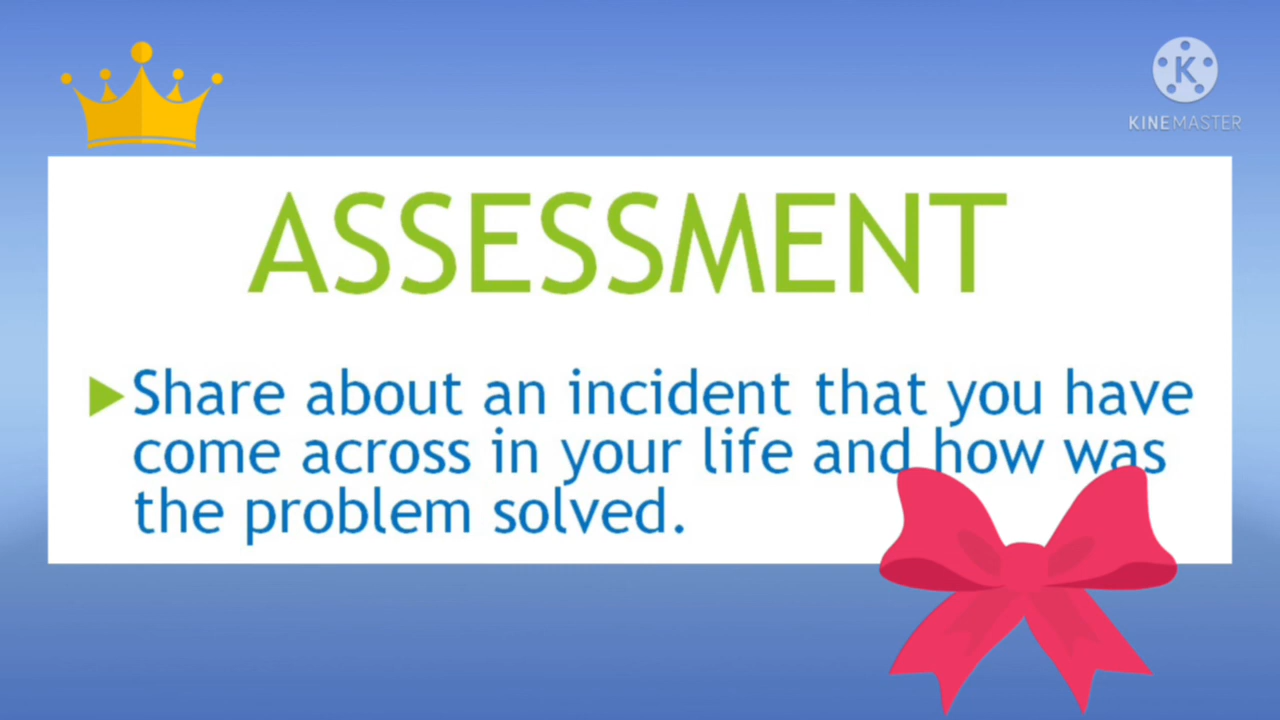 KINEMASTER
ASSESSMENT
Share about an incident that you have
come across in your life and how was
the problem solved.